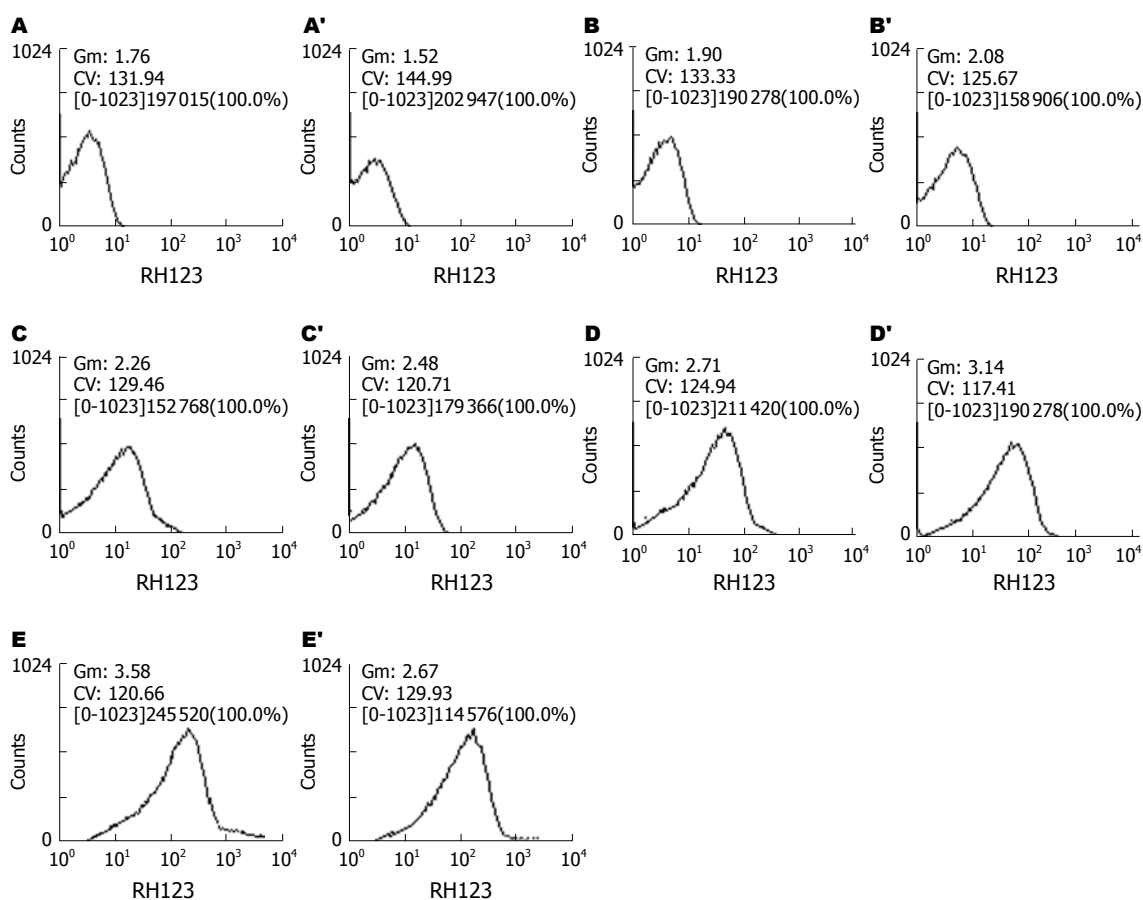 A
1024
Gm: 1.76
CV: 131.94
[0-1023]197 015(100.0%)
Counts
0
10^0 10^1 10^2 10^3 10^4
RH123
A'
Gm: 1.52
CV: 144.99
[0-1023]202 947(100.0%)
Counts
0
10^0 10^1 10^2 10^3 10^4
RH123
B
1024
Gm: 1.90
CV: 133.33
[0-1023]190 278(100.0%)
Counts
0
10^0 10^1 10^2 10^3 10^4
RH123
B'
1024
Gm: 2.08
CV: 125.67
[0-1023]158 906(100.0%)
Counts
0
10^0 10^1 10^2 10^3 10^4
RH123
C
1024
Gm: 2.26
CV: 129.46
[0-1023]152 768(100.0%)
Counts
0
10^0 10^1 10^2 10^3 10^4
RH123
C'
1024
Gm: 2.48
CV: 120.71
[0-1023]179 366(100.0%)
Counts
0
10^0 10^1 10^2 10^3 10^4
RH123
D
1024
Gm: 2.71
CV: 124.94
[0-1023]211 420(100.0%)
Counts
0
10^0 10^1 10^2 10^3 10^4
RH123
D'
1024
Gm: 3.14
CV: 117.41
[0-1023]190 278(100.0%)
Counts
0
10^0 10^1 10^2 10^3 10^4
RH123
E
1024
Gm: 3.58
CV: 120.66
[0-1023]245 520(100.0%)
Counts
0
10^0 10^1 10^2 10^3 10^4
RH123
E'
1024
Gm: 2.67
CV: 129.93
[0-1023]114 576(100.0%)
Counts
0
10^0 10^1 10^2 10^3 10^4
RH123